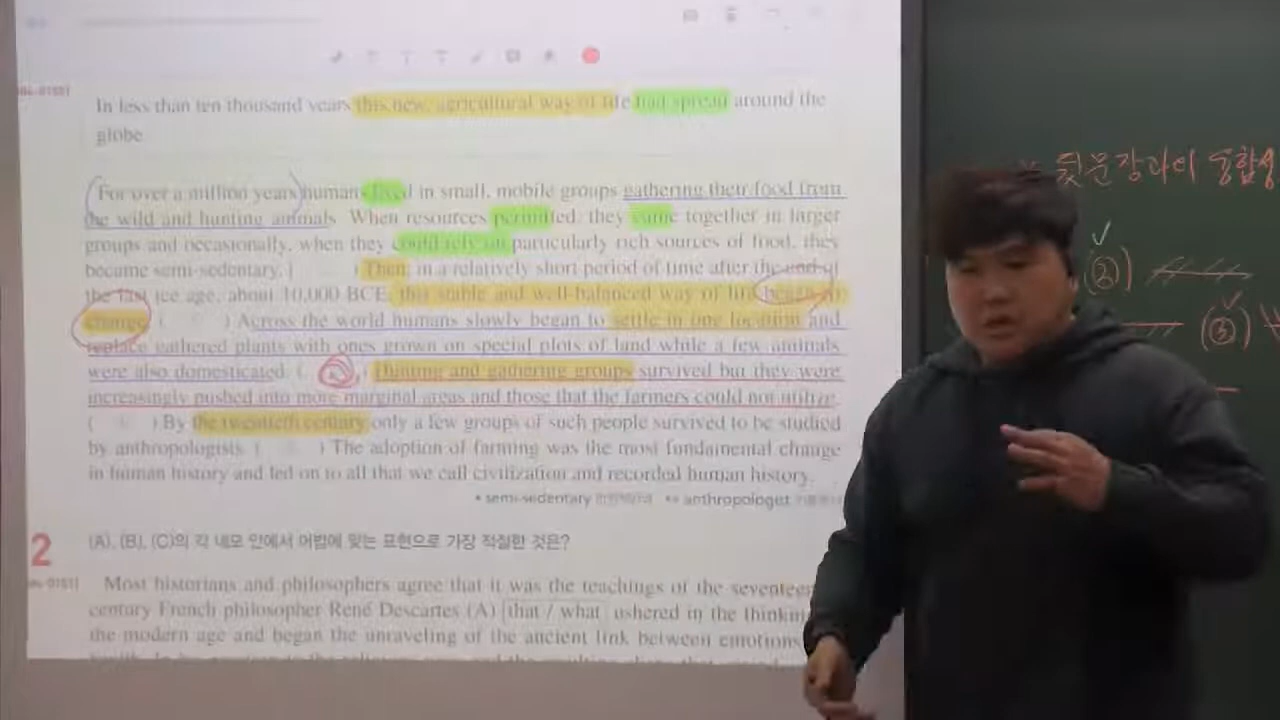 In less than ten thousand years this new, agricultural way of life had spread around the
globe.
For over a million years humans lived in small, mobile groups gathering their food from
the wild and hunting animals. When resources permitted, they came together in larger
groups and occasionally, when they could rely on particularly rich sources of food, they
became semi-sedentary. ( ) Then, in a relatively short period of time after the end of
the last ice age, about 10,000 BCE, this stable and well-balanced way of life began to
change. ( ) Across the world humans slowly began to settle in one location and
replace gathered plants with ones grown on special plots of land while a few animals
were also domesticated. ( ) Hunting and gathering groups survived but they were
increasingly pushed into more marginal areas and those that the farmers could not utilize.
( ) By the twentieth century only a few groups of such people survived to be studied
by anthropologists. ( ) The adoption of farming was the most fundamental change
in human history and led on to all that we call civilization and recorded human history.
* semi-sedentary ** anthropologist
2 (A), (B), (C)의 각 네모 안에서 어법에 맞는 표현으로 가장 적절한 것은?
Most historians and philosophers agree that it was the teachings of the seventeen
century French philosopher René Descartes (A) that / what ushered in the thinkin
the modern age and began the unraveling of the ancient link between emotions
뒷문장과의 융합성
②)
③)